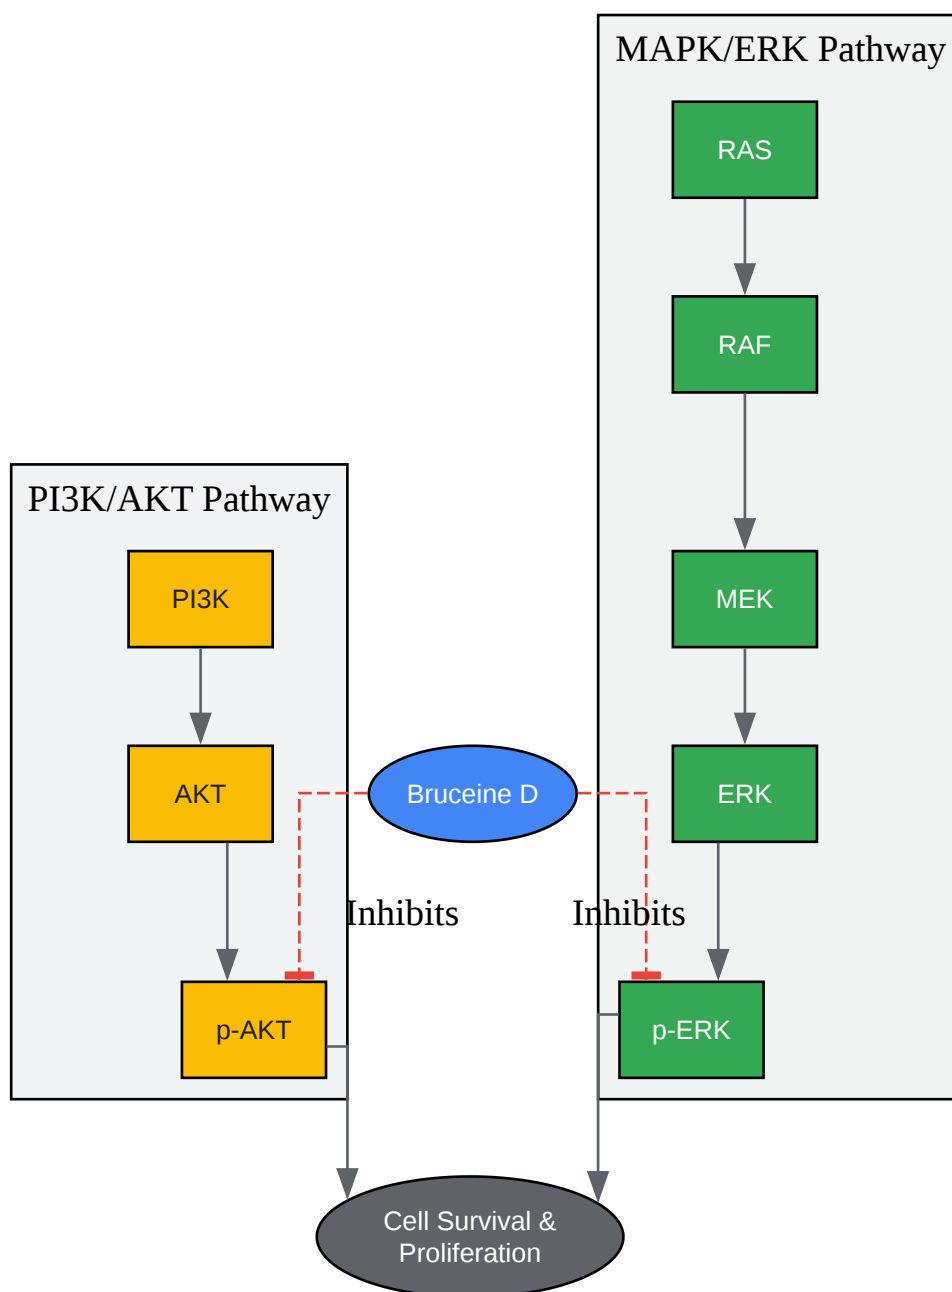 MAPK/ERK Pathway
RAS
RAF
PI3K/AKT Pathway
PI3K
MEK
AKT
Bruceine D
ERK
Inhibits
Inhibits
p-AKT
p-ERK
Cell Survival &
Proliferation